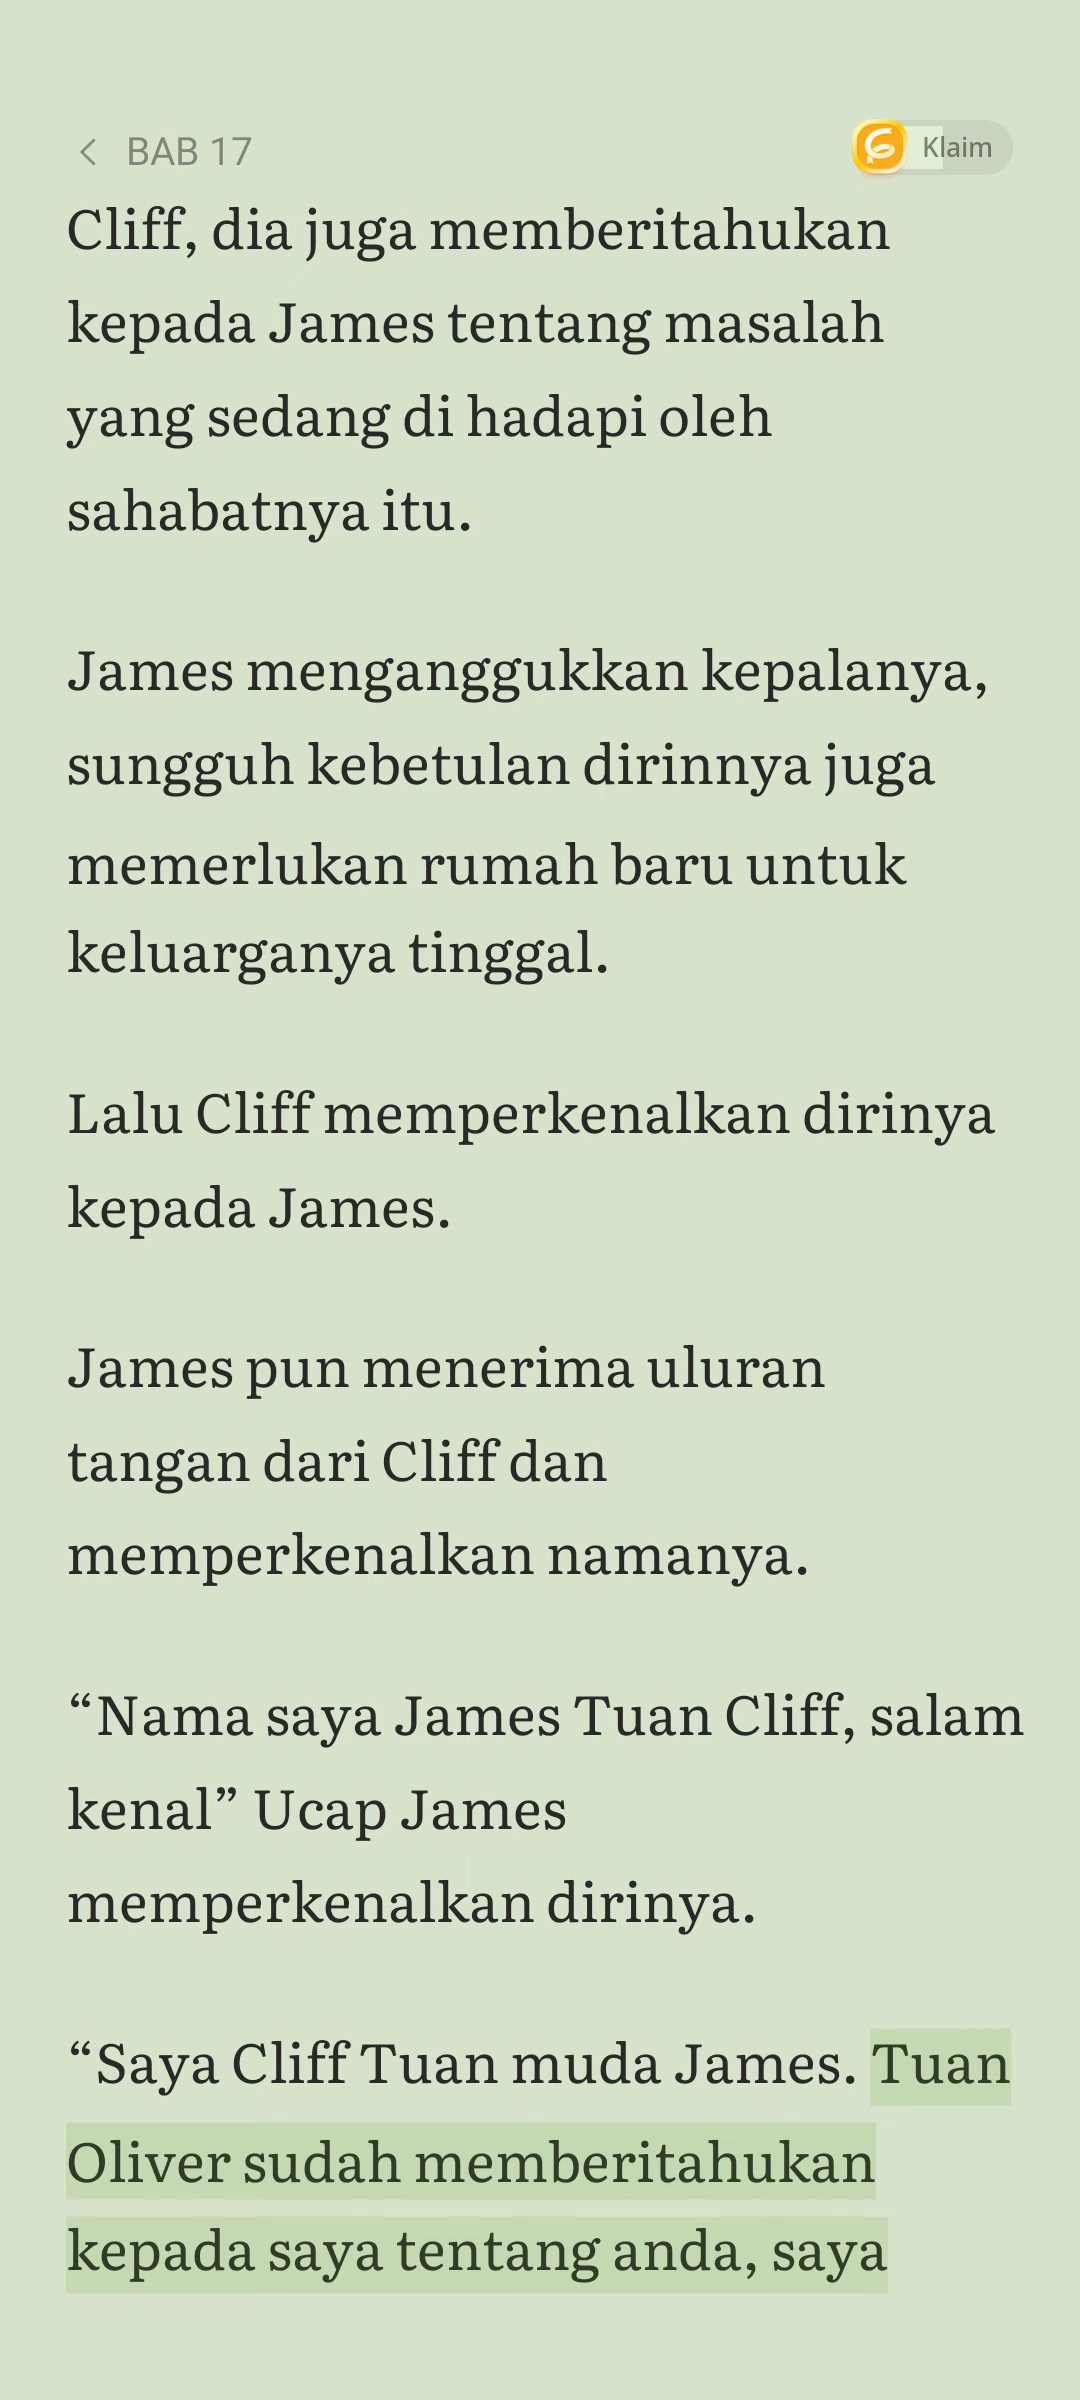 BAB 17
Klaim
Cliff, dia juga memberitahukan
kepada James tentang masalah
yang sedang di hadapi oleh
sahabatnya itu.
James menganggukkan kepalanya,
sungguh kebetulan dirinnya juga
memerlukan rumah baru untuk
keluarganya tinggal.
Lalu Cliff memperkenalkan dirinya
kepada James.
James pun menerima uluran
tangan dari Cliff dan
memperkenalkan namanya.
“Nama saya James Tuan Cliff, salam
kenal” Ucap James
memperkenalkan dirinya.
“Saya Cliff Tuan muda James. Tuan
Oliver sudah memberitahukan
kepada saya tentang anda, saya